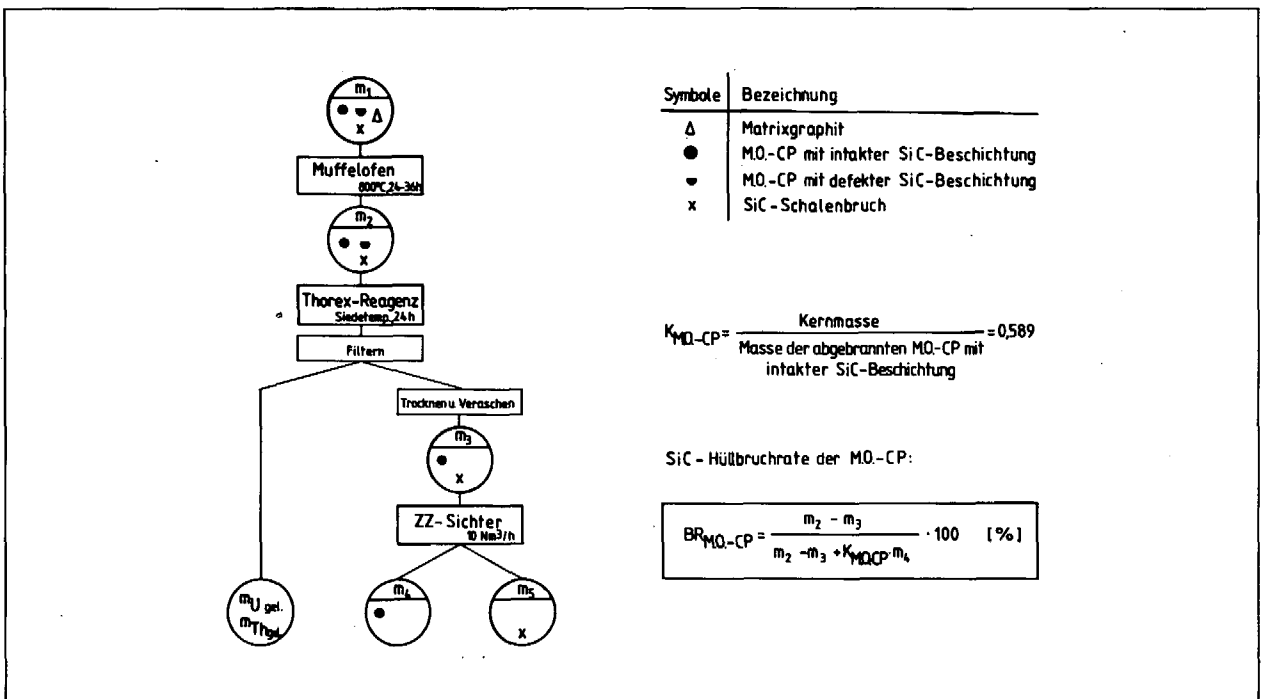 m₁
● ◒ Δ
x
Muffelofen
800°C,24-36h
m₂
● ◒
x
Thorex-Reagenz
Siedetemp., 24h
Filtern
Trocknen u. Veraschen
m₃
●
x
ZZ-Sichter
10 Nm³/h
mU gel.
mTh gel.
m₄
●
m₅
x
Symbole Bezeichnung
Δ Matrixgraphit
● M.O.-CP mit intakter SiC-Beschichtung
◒ M.O.-CP mit defekter SiC-Beschichtung
x SiC-Schalenbruch
Kernmasse
K M.O.-CP = = 0,589
Masse der abgebrannten M.O.-CP mit
intakter SiC-Beschichtung
SiC-Hüllbruchrate der M.O.-CP:
m₂ - m₃
BR M.O.-CP = · 100 [%]
m₂ - m₃ + K M.O.CP · m₄